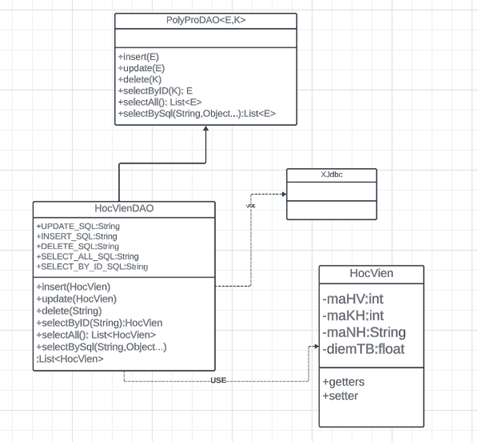 PolyProDAO<E,K>
+insert(E)
+update(E)
+delete(K)
+selectByID(K): E
+selectAll(): List<E>
+selectBySql(String,Object...):List<E>
XJdbc
USE
HocVienDAO
+UPDATE_SQL:String
+INSERT_SQL:String
+DELETE_SQL:String
+SELECT_ALL_SQL:String
+SELECT_BY_ID_SQL:String
+insert(HocVien)
+update(HocVien)
+delete(String)
+selectByID(String):HocVien
+selectAll(): List<HocVien>
+selectBySql(String,Object...)
:List<HocVien>
HocVien
-maHV:int
-maKH:int
-maNH:String
-diemTB:float
+getters
+setter
USE